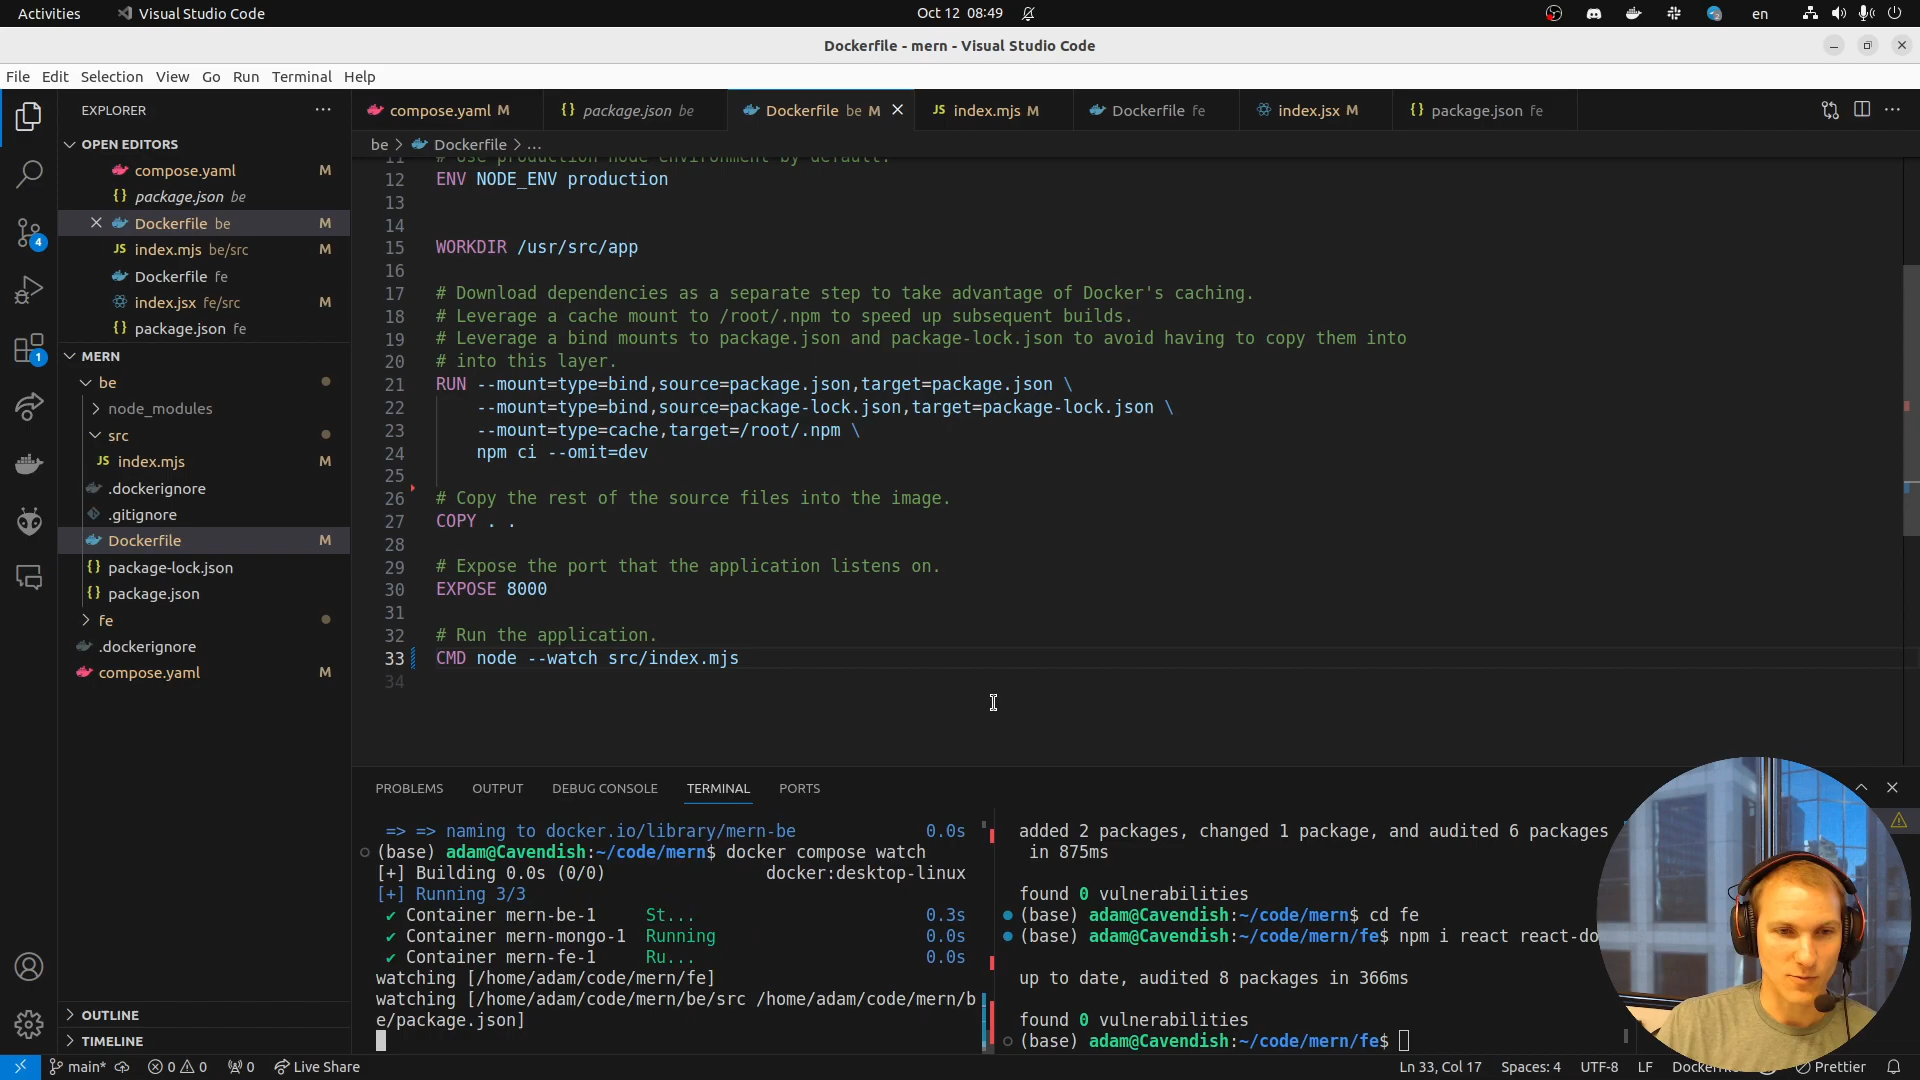 Activities
Visual Studio Code
Oct 12 08:49
en
Dockerfile - mern - Visual Studio Code
File Edit Selection View Go Run Terminal Help
EXPLORER
OPEN EDITORS
compose.yaml M
package.json be
Dockerfile be M
index.mjs be/src M
Dockerfile fe
index.jsx fe/src M
package.json fe
MERN
be
node_modules
src
index.mjs M
.dockerignore
.gitignore
Dockerfile M
package-lock.json
package.json
fe
.dockerignore
compose.yaml M
OUTLINE
TIMELINE
4
1
compose.yaml M
package.json be
Dockerfile be M
index.mjs M
Dockerfile fe
index.jsx M
package.json fe
be > Dockerfile > ...
11 # Use production node environment by default.
12 ENV NODE_ENV production
13
14
15 WORKDIR /usr/src/app
16
17 # Download dependencies as a separate step to take advantage of Docker's caching.
18 # Leverage a cache mount to /root/.npm to speed up subsequent builds.
19 # Leverage a bind mounts to package.json and package-lock.json to avoid having to copy them into
20 # into this layer.
21 RUN --mount=type=bind,source=package.json,target=package.json \
22 --mount=type=bind,source=package-lock.json,target=package-lock.json \
23 --mount=type=cache,target=/root/.npm \
24 npm ci --omit=dev
25
26 # Copy the rest of the source files into the image.
27 COPY . .
28
29 # Expose the port that the application listens on.
30 EXPOSE 8000
31
32 # Run the application.
33 CMD node --watch src/index.mjs
34
PROBLEMS OUTPUT DEBUG CONSOLE TERMINAL PORTS
=> => naming to docker.io/library/mern-be 0.0s
(base) adam@Cavendish:~/code/mern$ docker compose watch
[+] Building 0.0s (0/0) docker:desktop-linux
[+] Running 3/3
✔ Container mern-be-1 St... 0.3s
✔ Container mern-mongo-1 Running 0.0s
✔ Container mern-fe-1 Ru... 0.0s
watching [/home/adam/code/mern/fe]
watching [/home/adam/code/mern/be/src /home/adam/code/mern/b
e/package.json]
added 2 packages, changed 1 package, and audited 6 packages
in 875ms
found 0 vulnerabilities
(base) adam@Cavendish:~/code/mern$ cd fe
(base) adam@Cavendish:~/code/mern/fe$ npm i react react-do
up to date, audited 8 packages in 366ms
found 0 vulnerabilities
(base) adam@Cavendish:~/code/mern/fe$
main* 0 0 0 Live Share
Ln 33, Col 17 Spaces: 4 UTF-8 LF Prettier